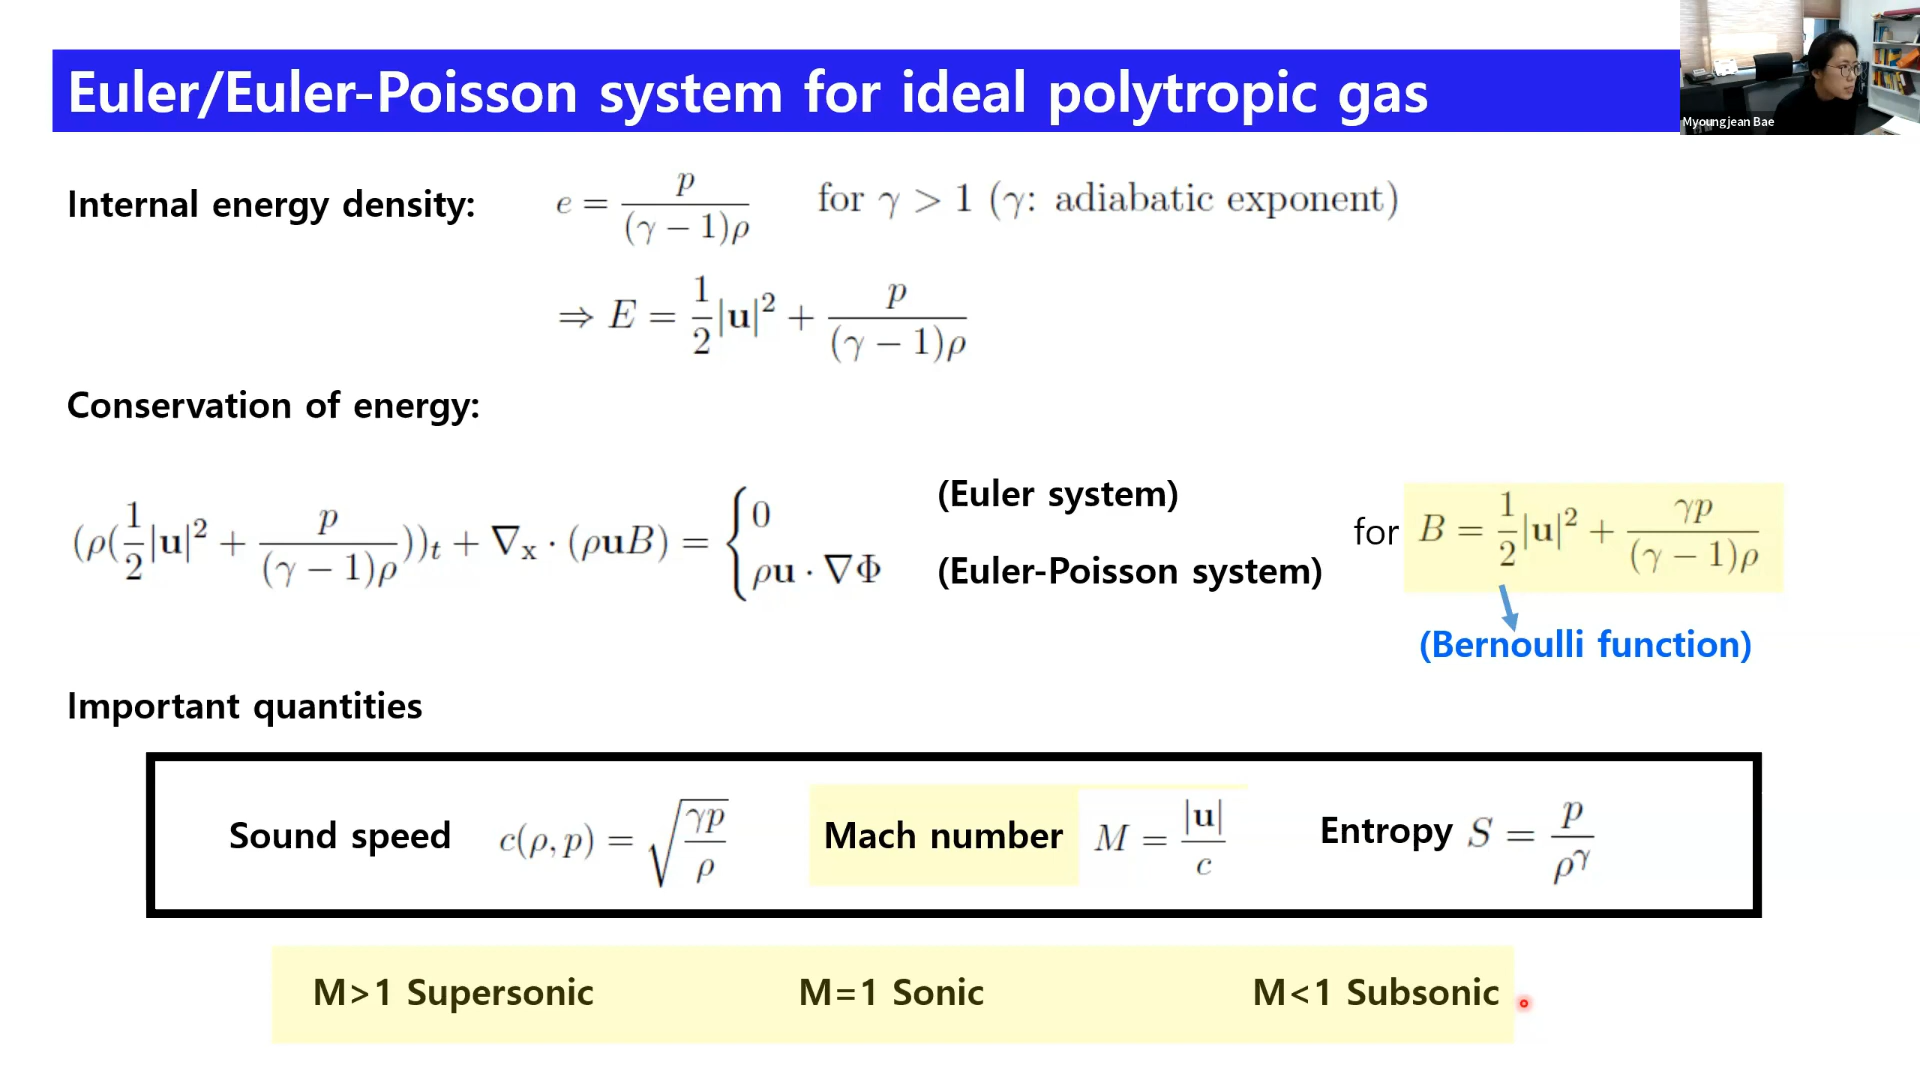 Euler/Euler-Poisson system for ideal polytropic gas
Myoungjean Bae
Internal energy density: e = p / ((γ − 1)ρ) for γ > 1 (γ: adiabatic exponent)
⇒ E = 1/2 |u|² + p / ((γ − 1)ρ)
Conservation of energy:
(ρ(1/2 |u|² + p / ((γ − 1)ρ)))ₜ + ∇ₓ · (ρuB) = { 0 (Euler system)
ρu · ∇Φ (Euler-Poisson system)
for B = 1/2 |u|² + γp / ((γ − 1)ρ)
(Bernoulli function)
Important quantities
Sound speed c(ρ, p) = √(γp / ρ) Mach number M = |u| / c Entropy S = p / ρ^γ
M>1 Supersonic M=1 Sonic M<1 Subsonic